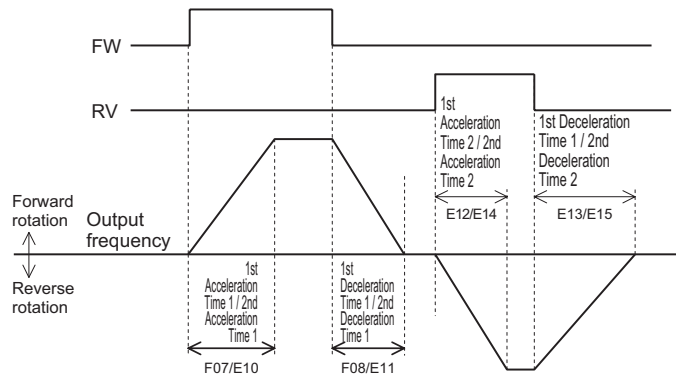 FW
RV
1st
Acceleration
Time 2 / 2nd
Acceleration
Time 2
E12/E14
1st Deceleration
Time 1 / 2nd
Deceleration
Time 2
E13/E15
Forward
rotation
Output
frequency
Reverse
rotation
1st
Acceleration
Time 1 / 2nd
Acceleration
Time 1
F07/E10
1st
Deceleration
Time 1 / 2nd
Deceleration
Time 1
F08/E11